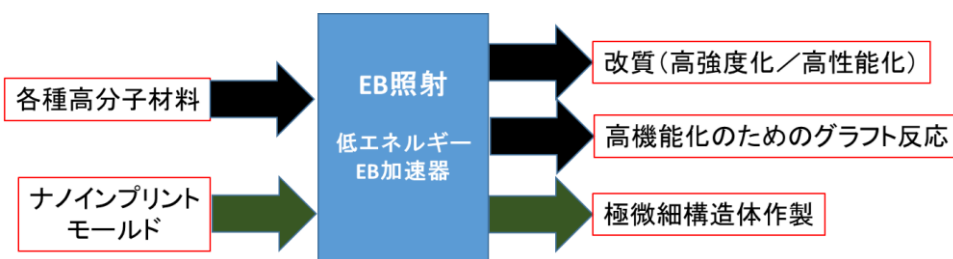 各種高分子材料
ナノインプリント
モールド
EB照射
低エネルギー
EB加速器
改質(高強度化/高性能化)
高機能化のためのグラフト反応
極微細構造体作製